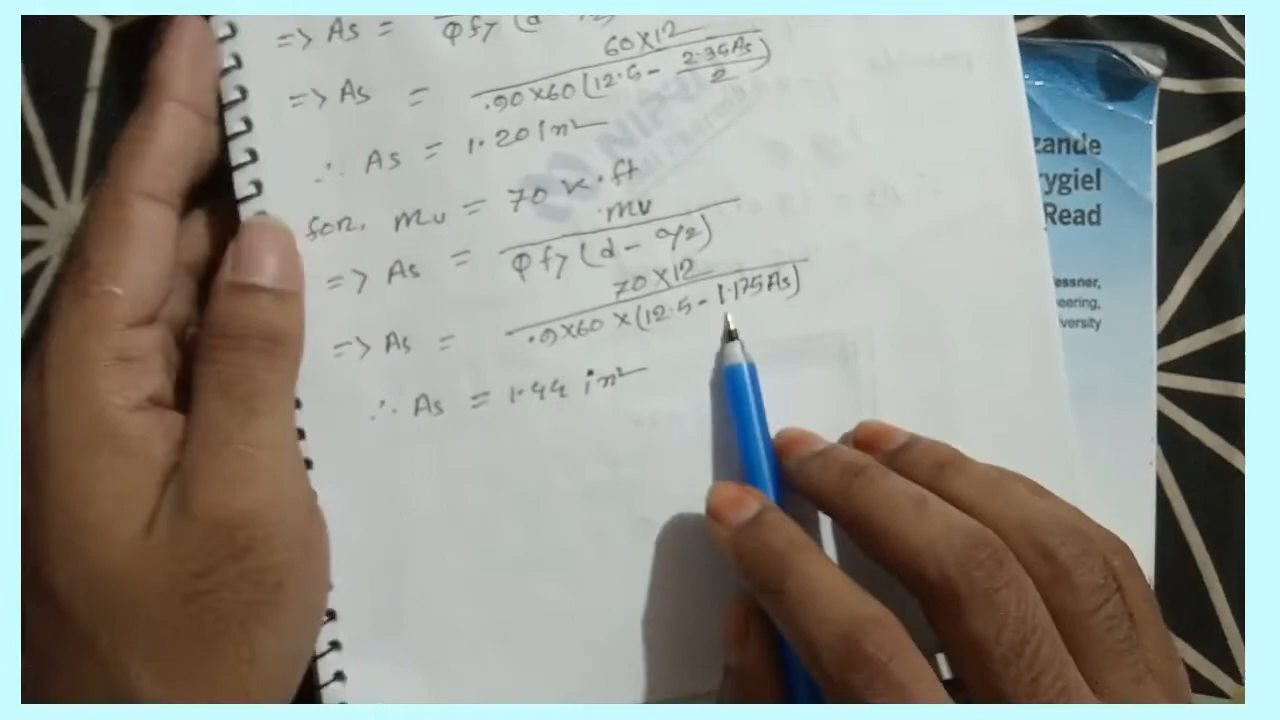 => As = φfy (d -
60×12
=> As = .90×60(12.5 - 2.35As/2)
∴ As = 1.20 in²
for, Mu = 70 k.ft
Mu
=> As = φfy (d - a/2)
70×12
=> As = .9×60×(12.5 - 1.175As)
∴ As = 1.44 in²
zande
rygiel
Read
essner,
eering,
versity